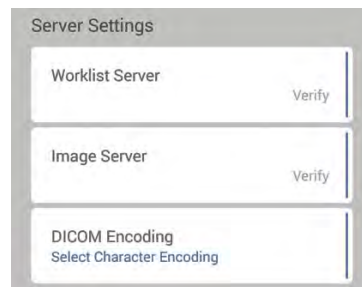 Server Settings
Worklist Server
Verify
Image Server
Verify
DICOM Encoding
Select Character Encoding